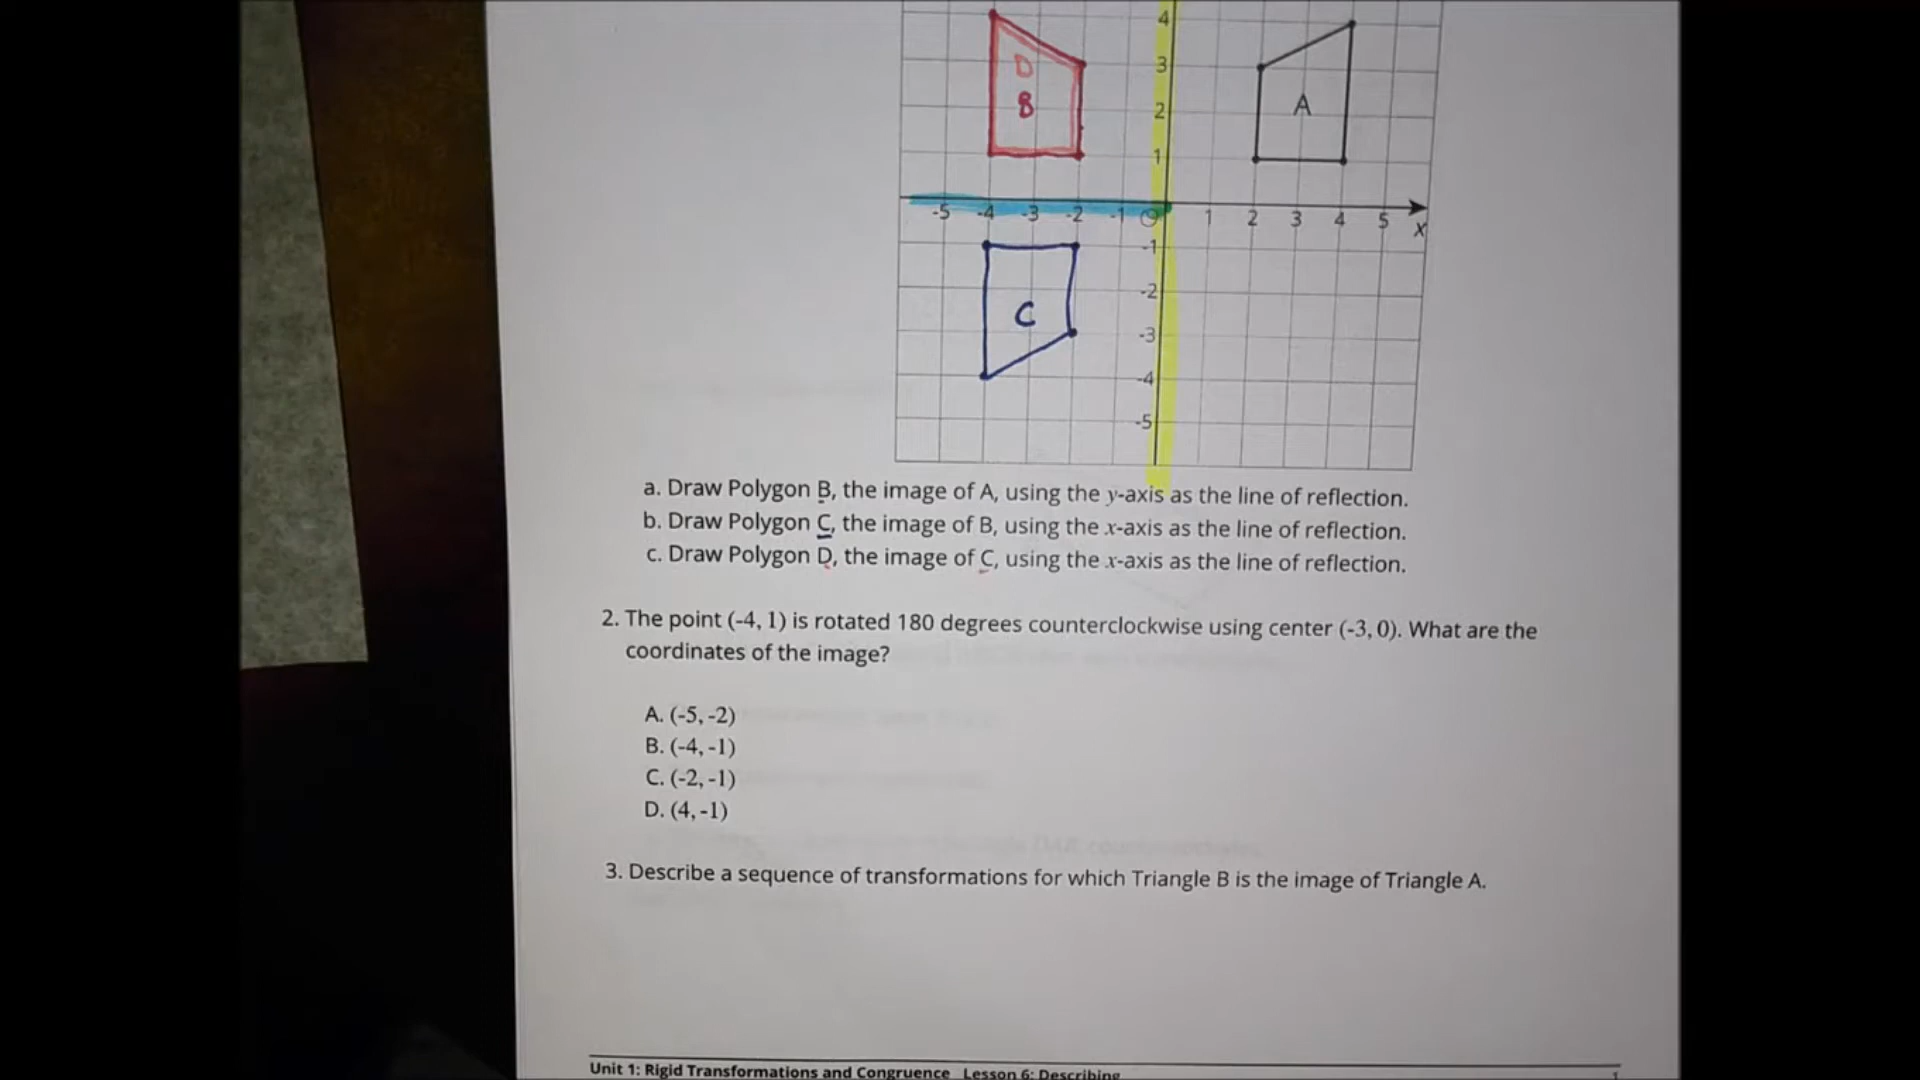 4
D
3
B
A
2
1
-5 -4 -3 -2 -1 O 1 2 3 4 5 x
-1
-2
C
-3
-4
-5
a. Draw Polygon B, the image of A, using the y-axis as the line of reflection.
b. Draw Polygon C, the image of B, using the x-axis as the line of reflection.
c. Draw Polygon D, the image of C, using the x-axis as the line of reflection.
2. The point (-4, 1) is rotated 180 degrees counterclockwise using center (-3, 0). What are the
coordinates of the image?
A. (-5, -2)
B. (-4, -1)
C. (-2, -1)
D. (4, -1)
3. Describe a sequence of transformations for which Triangle B is the image of Triangle A.
Unit 1: Rigid Transformations and Congruence Lesson 6: Describing
1